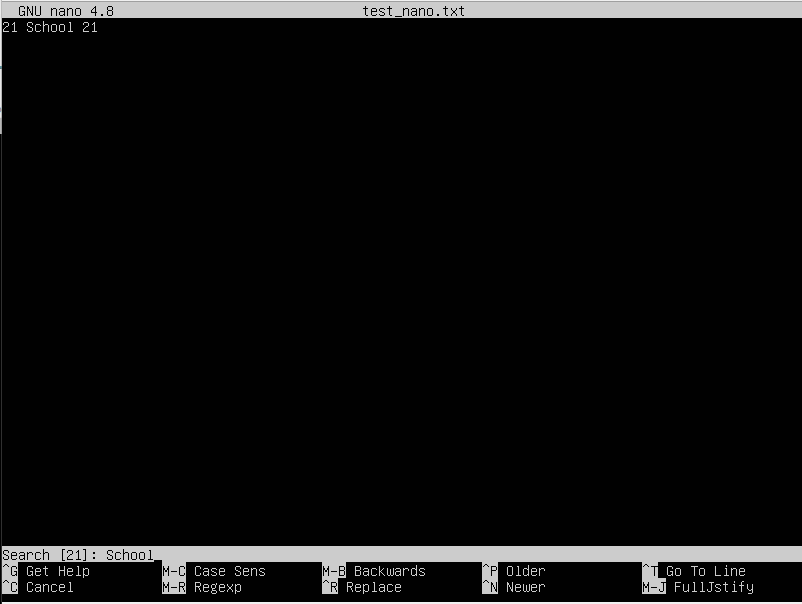 GNU nano 4.8 test_nano.txt
21 School 21
Search [21]: School
^G Get Help M-C Case Sens M-B Backwards ^P Older ^T Go To Line
^C Cancel M-R Regexp ^R Replace ^N Newer M-J FullJstify